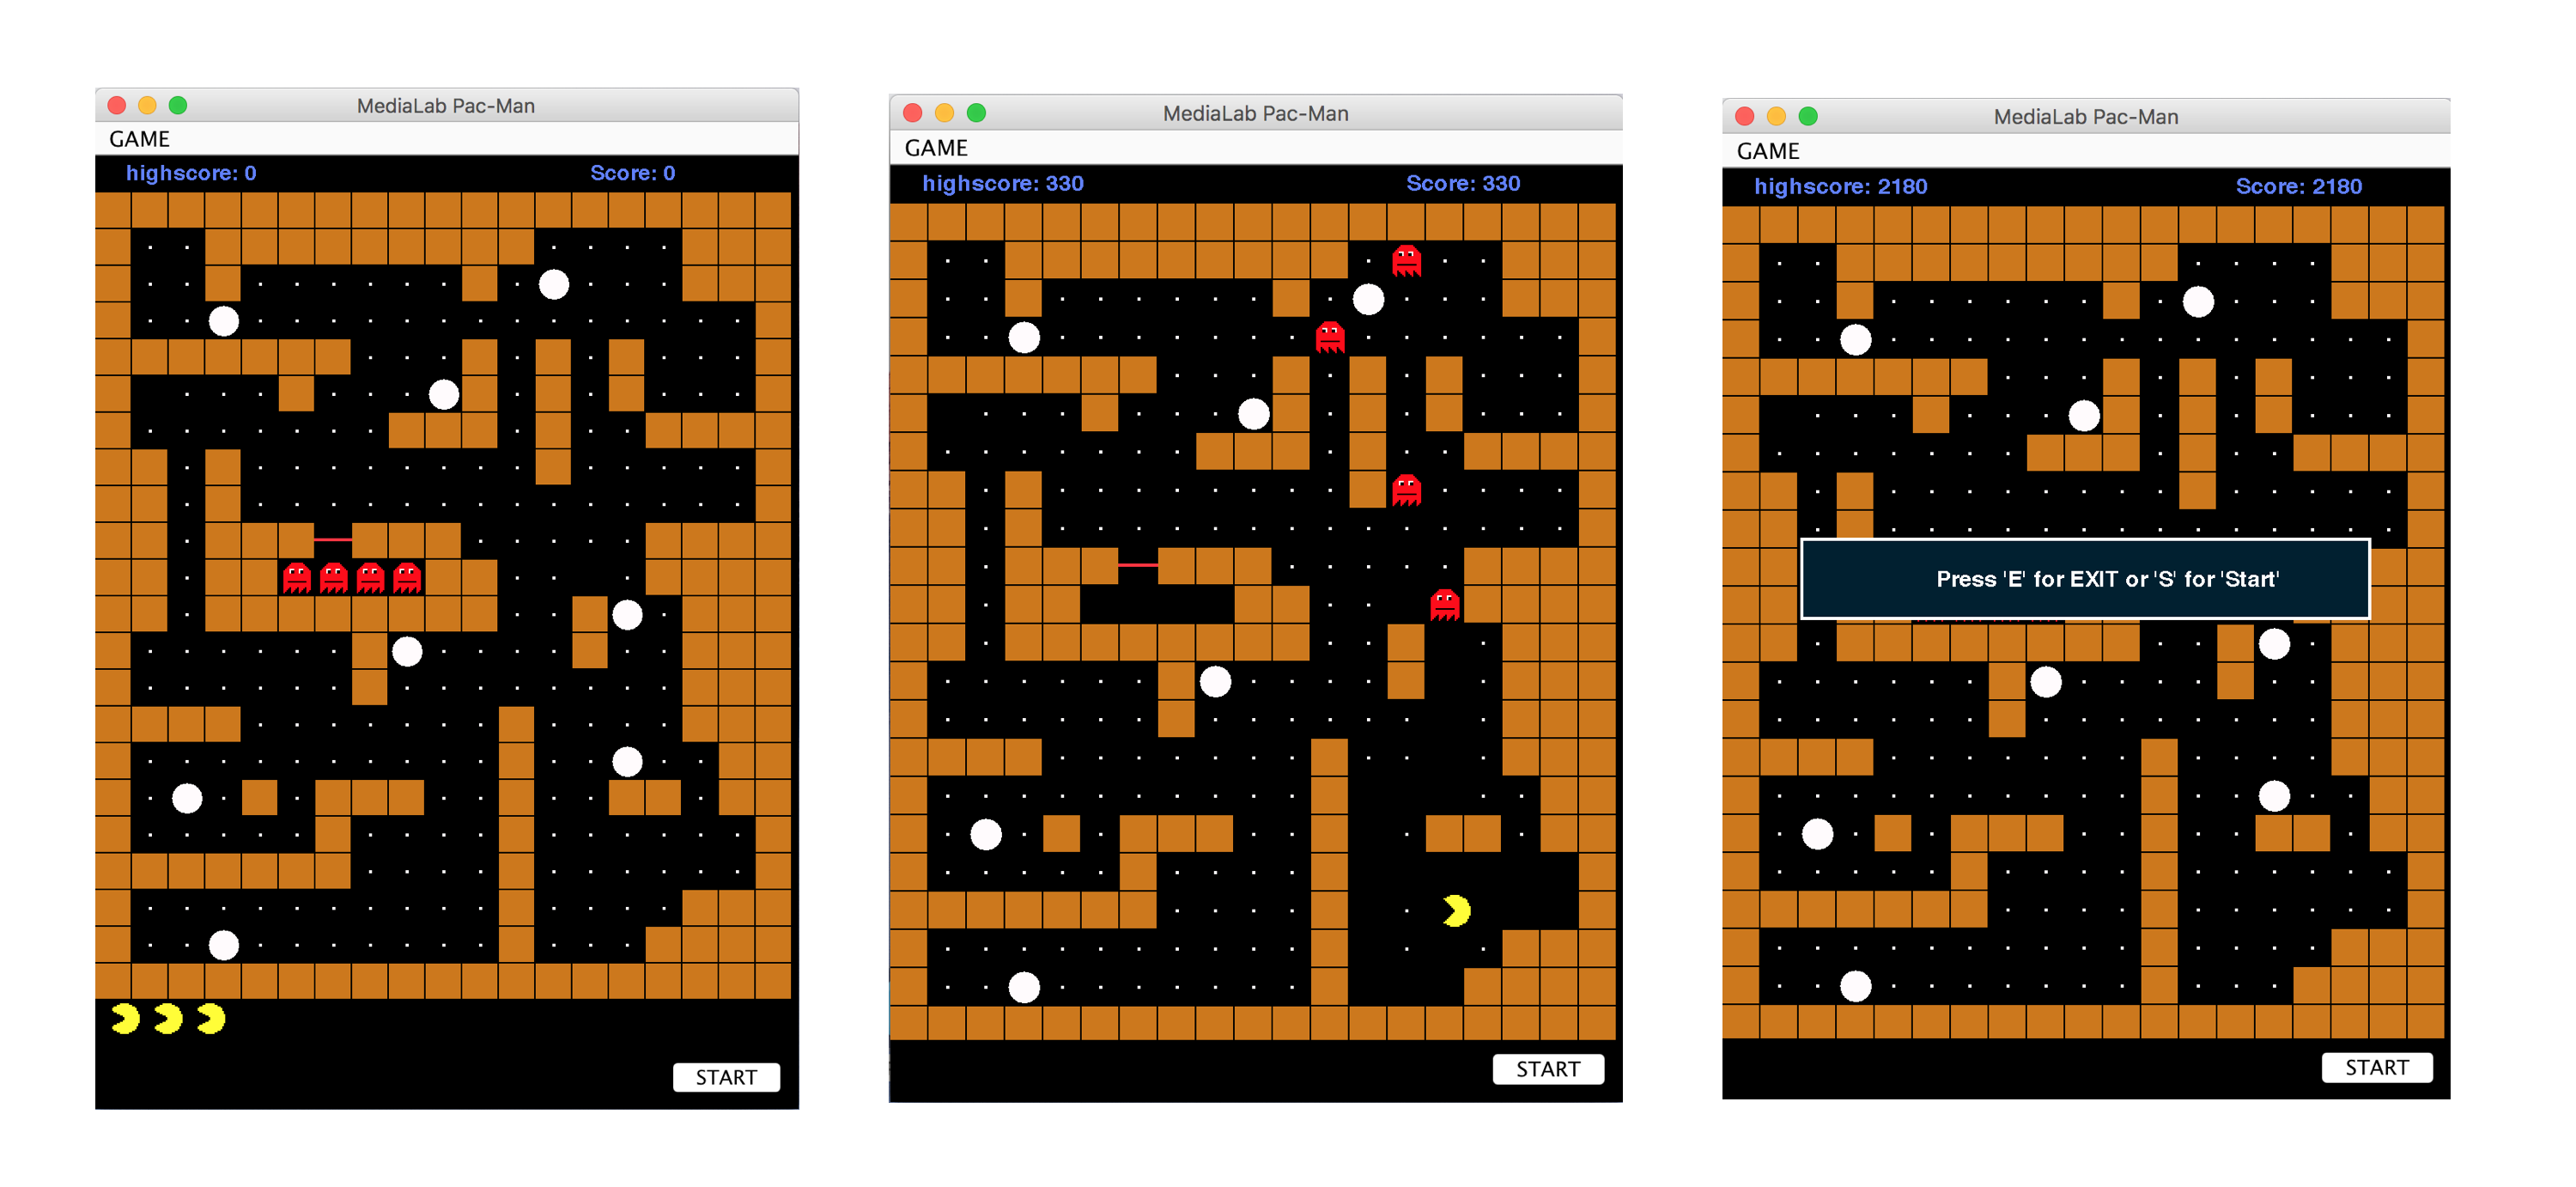 MediaLab Pac-Man
GAME
highscore: 0 Score: 0
START
MediaLab Pac-Man
GAME
highscore: 330 Score: 330
START
MediaLab Pac-Man
GAME
highscore: 2180 Score: 2180
Press 'E' for EXIT or 'S' for 'Start'
START